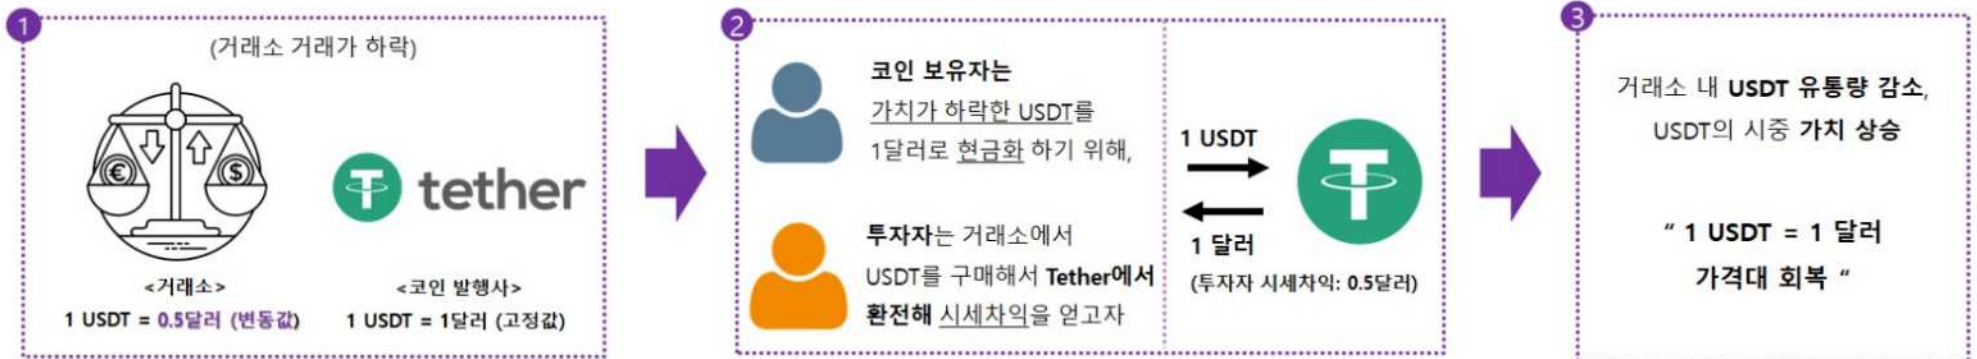 1
(거래소 거래가 하락)
€ $
tether
<거래소>
1 USDT = 0.5달러 (변동값)
<코인 발행사>
1 USDT = 1달러 (고정값)
2
코인 보유자는
가치가 하락한 USDT를
1달러로 현금화 하기 위해,
투자자는 거래소에서
USDT를 구매해서 Tether에서
환전해 시세차익을 얻고자
1 USDT
1 달러
(투자자 시세차익: 0.5달러)
3
거래소 내 USDT 유통량 감소,
USDT의 시중 가치 상승
“ 1 USDT = 1 달러
가격대 회복 “